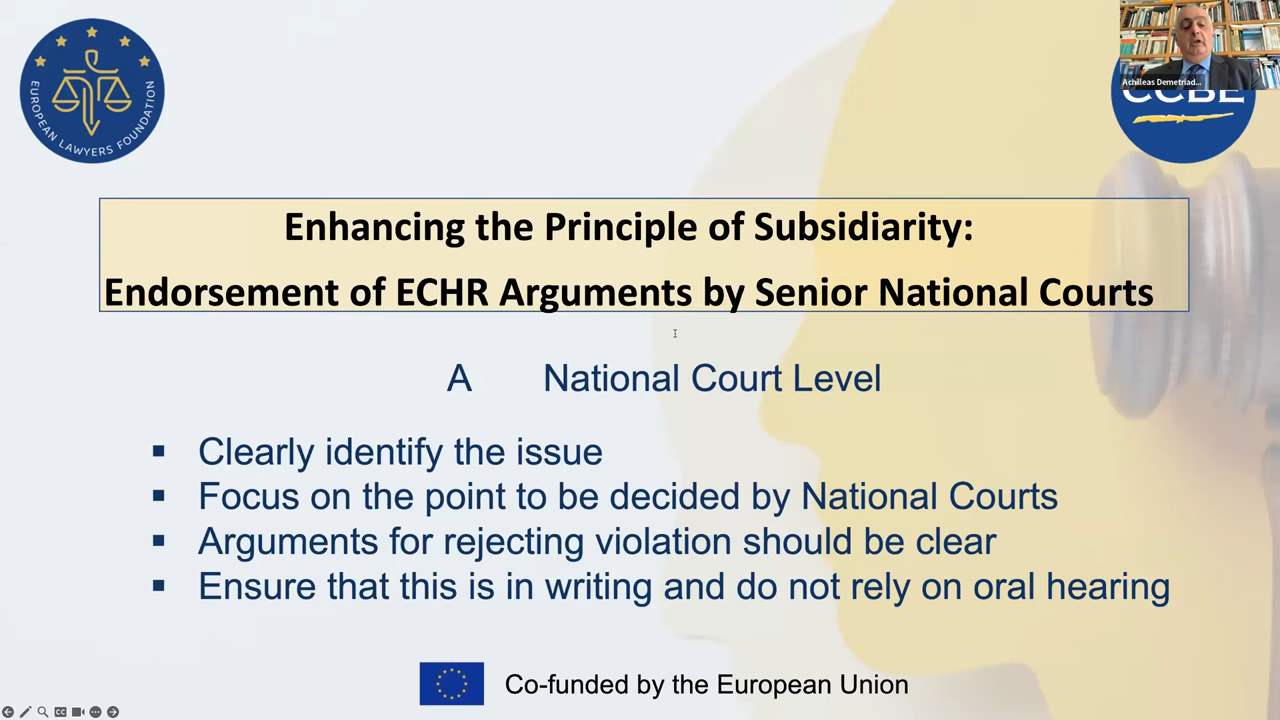 EUROPEAN LAWYERS FOUNDATION
Achilleas Demetriad...
CCBE
Enhancing the Principle of Subsidiarity:
Endorsement of ECHR Arguments by Senior National Courts
A National Court Level
▪ Clearly identify the issue
▪ Focus on the point to be decided by National Courts
▪ Arguments for rejecting violation should be clear
▪ Ensure that this is in writing and do not rely on oral hearing
Co-funded by the European Union
CC